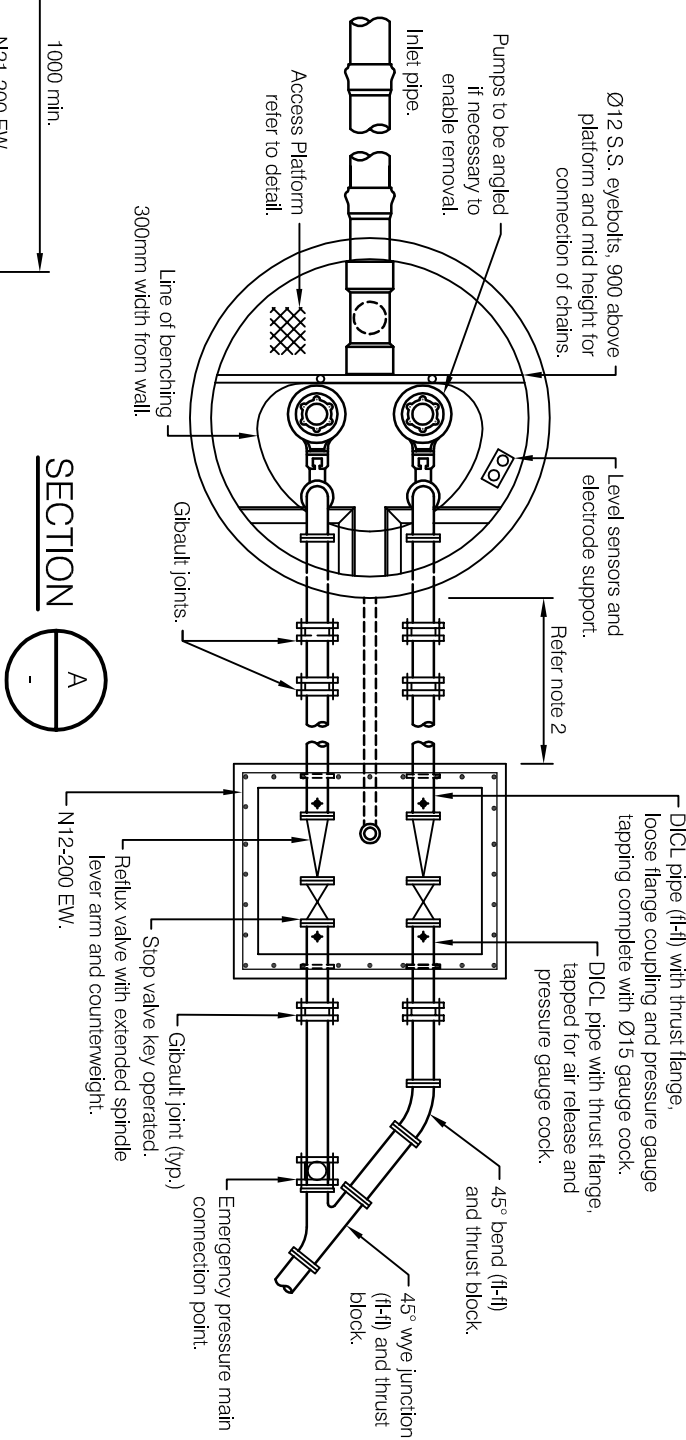 Ø12 S.S. eyebolts, 900 above
platform and mid height for
connection of chains.
Pumps to be angled
if necessary to
enable removal.
Inlet pipe.
Access Platform
refer to detail.
Line of benching
300mm width from wall.
Level sensors and
electrode support.
Gibault joints.
Refer note 2
DICL pipe (fl-fl) with thrust flange,
loose flange coupling and pressure gauge
tapping complete with Ø15 gauge cock.
DICL pipe with thrust flange,
tapped for air release and
pressure gauge cock.
45° bend (fl-fl)
and thrust block.
45° wye junction
(fl-fl) and thrust
block.
Emergency pressure main
connection point.
Gibault joint (typ.)
Stop valve key operated.
Reflux valve with extended spindle
lever arm and counterweight.
N12-200 EW.
SECTION
A
-
1000 min.